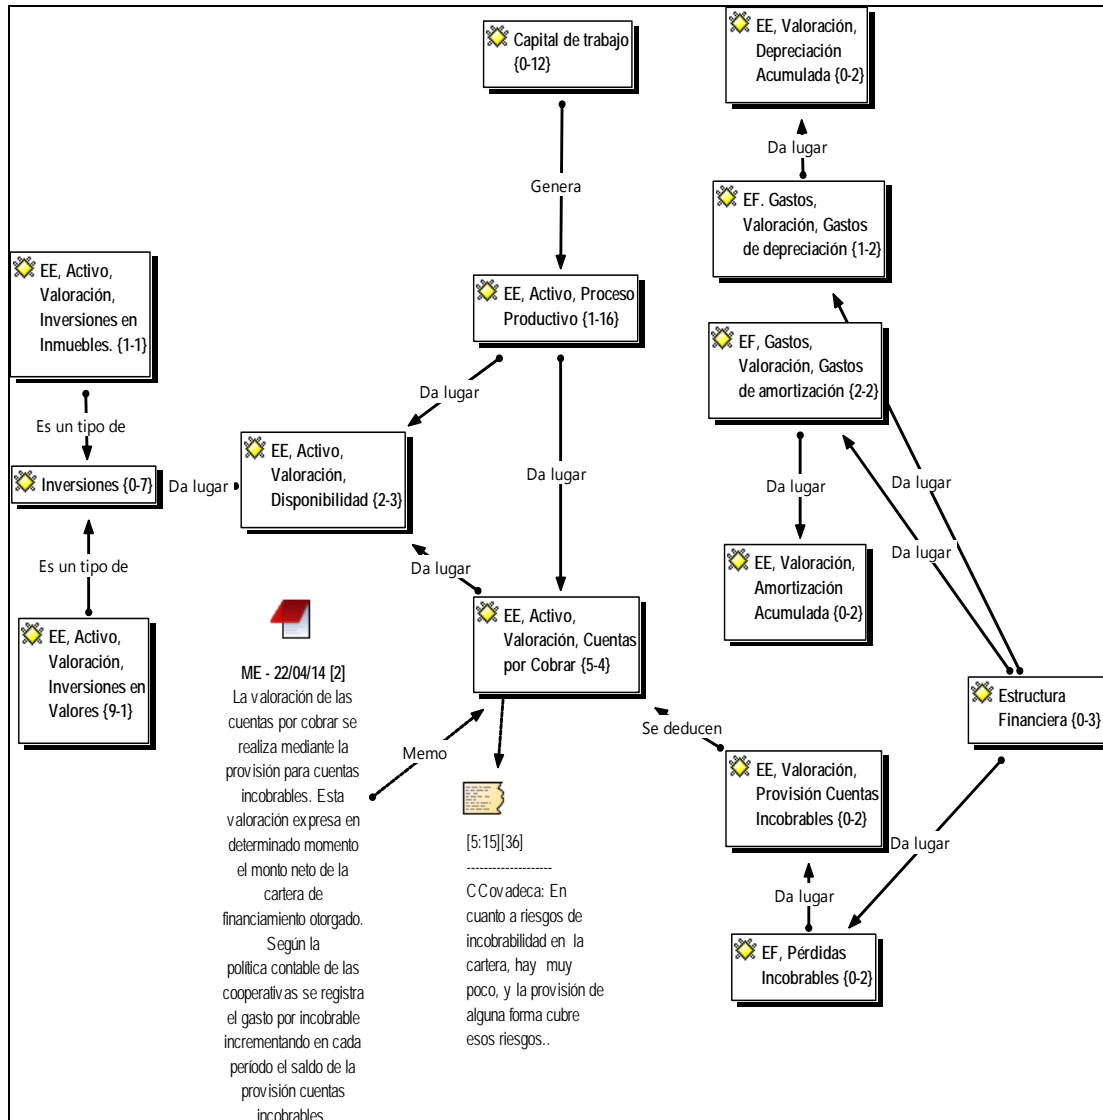 Capital de trabajo
{0-12}
EE, Valoración,
Depreciación
Acumulada {0-2}
Da lugar
Genera
EF. Gastos,
Valoración, Gastos
de depreciación {1-2}
EE, Activo,
Valoración,
Inversiones en
Inmuebles. {1-1}
EE, Activo, Proceso
Productivo {1-16}
EF, Gastos,
Valoración, Gastos
de amortización {2-2}
Da lugar
Es un tipo de
EE, Activo,
Valoración,
Disponibilidad {2-3}
Inversiones {0-7}
Da lugar
Da lugar
Da lugar
Da lugar
Da lugar
Es un tipo de
Da lugar
EE, Valoración,
Amortización
Acumulada {0-2}
EE, Activo,
Valoración, Cuentas
por Cobrar {5-4}
EE, Activo,
Valoración,
Inversiones en
Valores {9-1}
ME - 22/04/14 [2]
La valoración de las
cuentas por cobrar se
realiza mediante la
provisión para cuentas
incobrables. Esta
valoración expresa en
determinado momento
el monto neto de la
cartera de
financiamiento otorgado.
Según la
política contable de las
cooperativas se registra
el gasto por incobrable
incrementando en cada
período el saldo de la
provisión cuentas
incobrables
Memo
Estructura
Financiera {0-3}
Se deducen
EE, Valoración,
Provisión Cuentas
Incobrables {0-2}
Da lugar
Da lugar
EF, Pérdidas
Incobrables {0-2}
[5:15][36]
--------------------
CCovadeca: En
cuanto a riesgos de
incobrabilidad en la
cartera, hay muy
poco, y la provisión de
alguna forma cubre
esos riesgos..